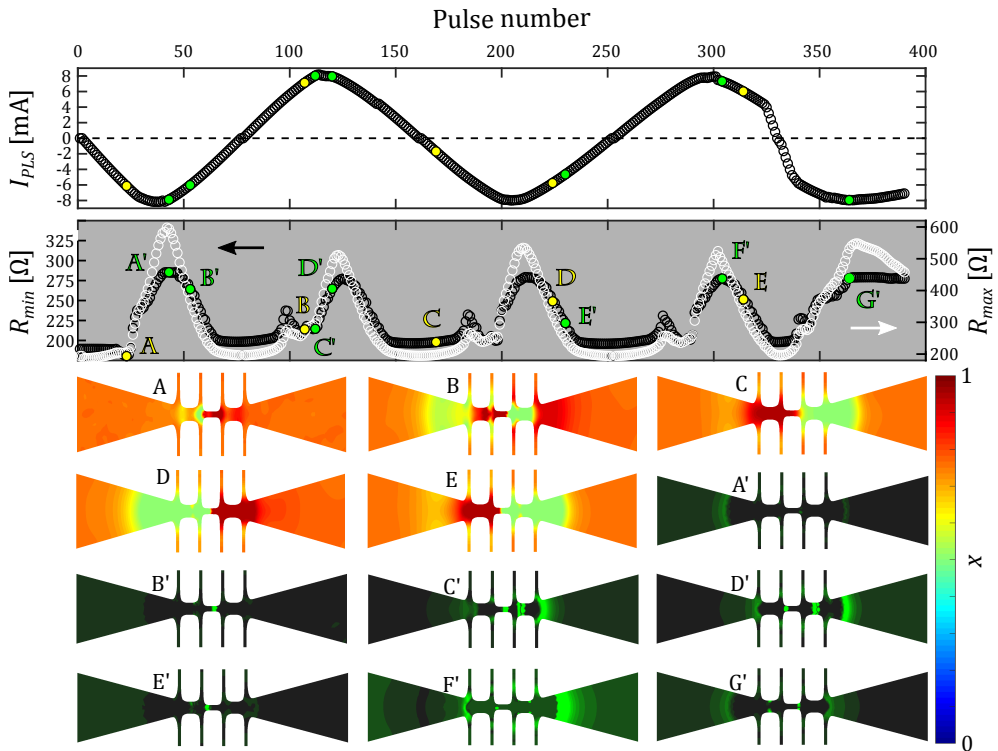 Pulse number
0 50 100 150 200 250 300 350 400
8
6
4
2
0
-2
-4
-6
-8
I_PLS [mA]
325
300
275
250
225
200
R_min [Ω]
600
500
400
300
200
R_max [Ω]
A' B' D' B C' C D E' F' E G'
A
A B C
1
D E A'
B' C' D'
x
E' F' G'
0